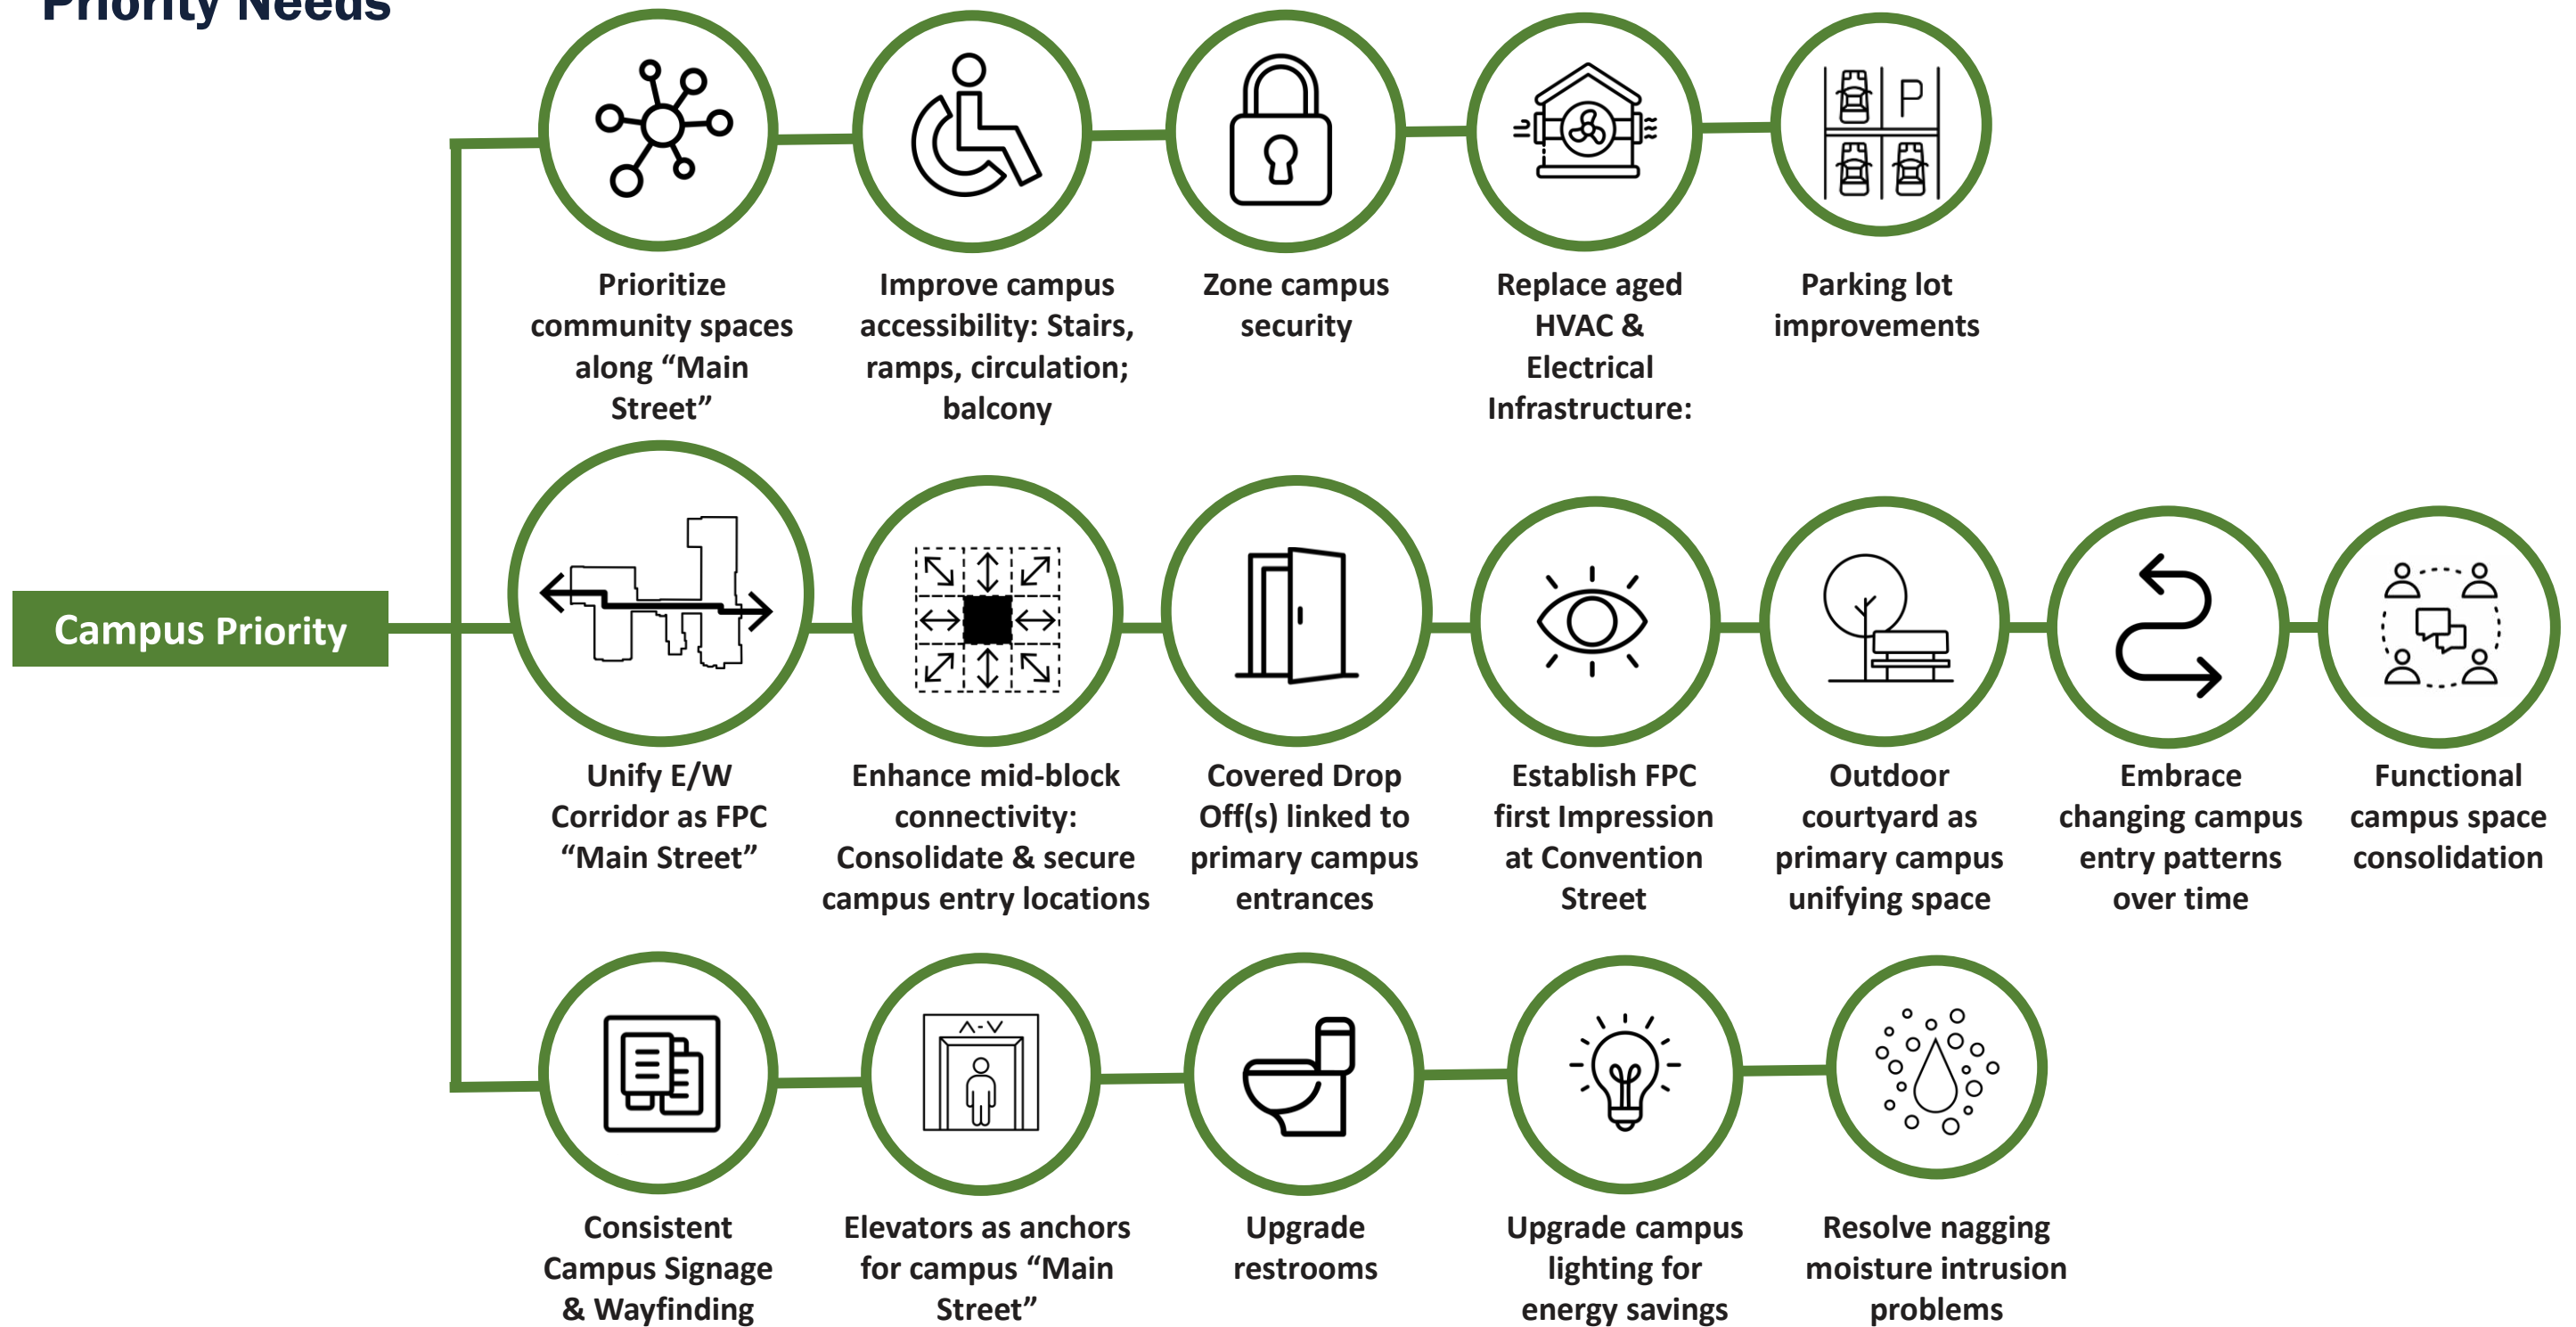 Priority Needs
Prioritize
community spaces
along “Main
Street”
Improve campus
accessibility: Stairs,
ramps, circulation;
balcony
Zone campus
security
Replace aged
HVAC &
Electrical
Infrastructure:
P
Parking lot
improvements
Campus Priority
Unify E/W
Corridor as FPC
“Main Street”
Enhance mid-block
connectivity:
Consolidate & secure
campus entry locations
Covered Drop
Off(s) linked to
primary campus
entrances
Establish FPC
first Impression
at Convention
Street
Outdoor
courtyard as
primary campus
unifying space
Embrace
changing campus
entry patterns
over time
Functional
campus space
consolidation
Consistent
Campus Signage
& Wayfinding
Elevators as anchors
for campus “Main
Street”
Upgrade
restrooms
Upgrade campus
lighting for
energy savings
Resolve nagging
moisture intrusion
problems